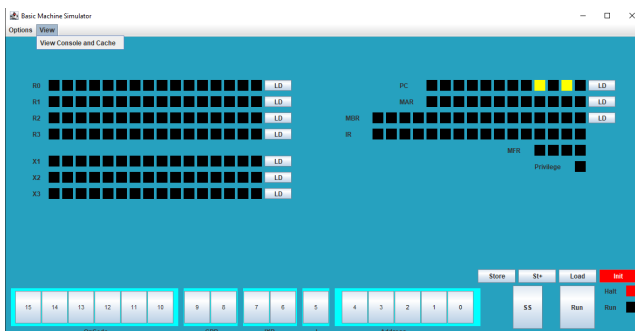 Basic Machine Simulator
Options View
View Console and Cache
R0 LD PC LD
R1 LD MAR LD
R2 LD MBR LD
R3 LD IR
MFR
X1 LD Privilege
X2 LD
X3 LD
Store St+ Load Init
Halt
15 14 13 12 11 10 9 8 7 6 5 4 3 2 1 0 SS Run Run